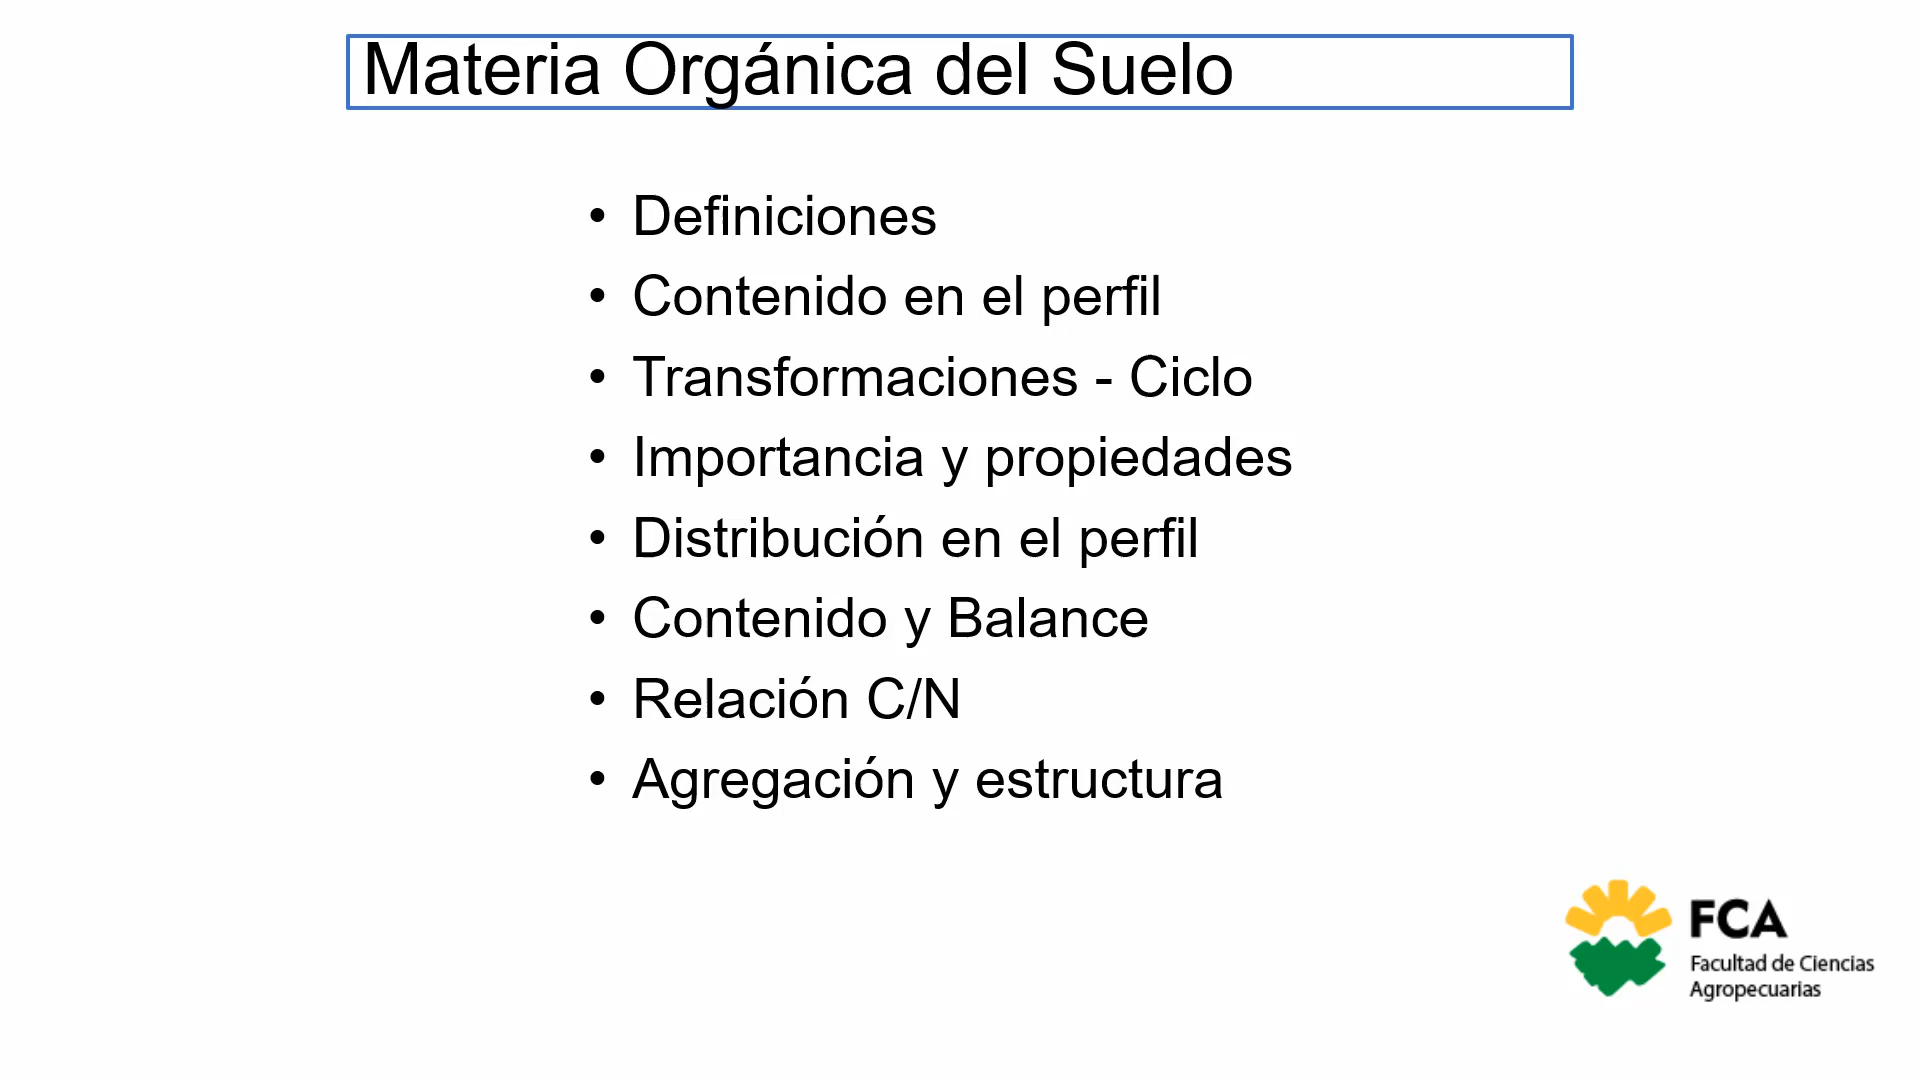 Materia Orgánica del Suelo
• Definiciones
• Contenido en el perfil
• Transformaciones - Ciclo
• Importancia y propiedades
• Distribución en el perfil
• Contenido y Balance
• Relación C/N
• Agregación y estructura
FCA
Facultad de Ciencias
Agropecuarias